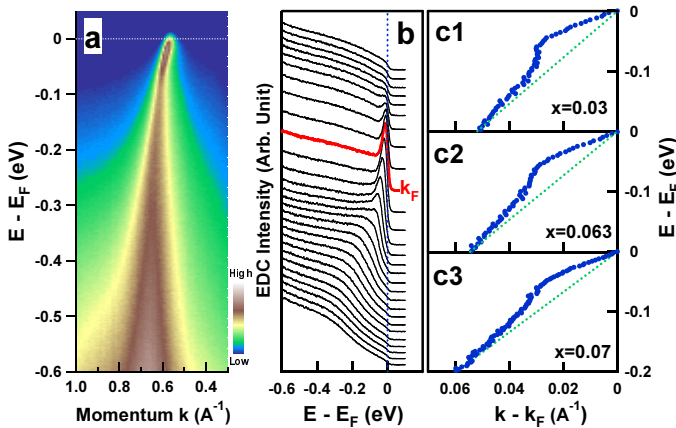 a
E - E_F (eV)
0
-0.1
-0.2
-0.3
-0.4
-0.5
-0.6
1.0
0.6
0.4
Momentum k (A⁻¹)
High
Low
b
EDC Intensity (Arb. Unit)
k_F
-0.6
-0.4
-0.2
0
E - E_F (eV)
c1
x=0.03
c2
x=0.063
c3
x=0.07
0
-0.1
0
-0.1
0
-0.1
-0.2
E - E_F (eV)
0.06
0.04
0.02
0
k - k_F (A⁻¹)